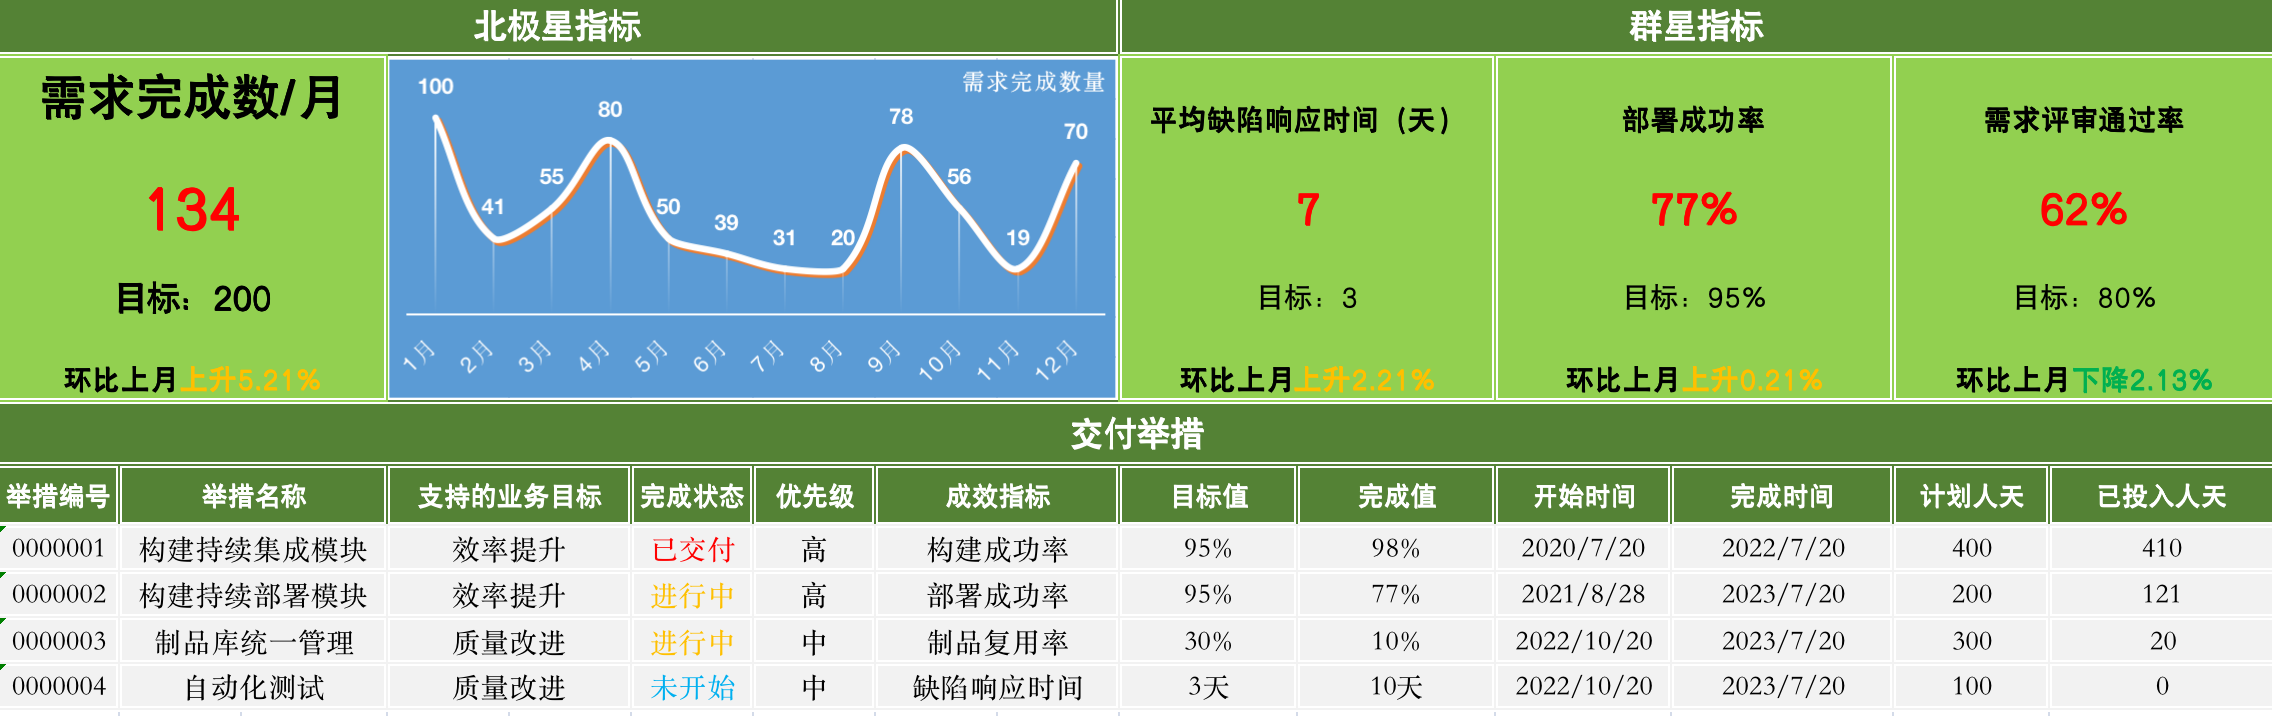 北极星指标
群星指标
需求完成数/月
134
目标：200
环比上月上升5.21%
需求完成数量
100
41
55
80
50
39
31
20
78
56
19
70
1月
2月
3月
4月
5月
6月
7月
8月
9月
10月
11月
12月
平均缺陷响应时间（天）
7
目标：3
环比上月上升2.21%
部署成功率
77%
目标：95%
环比上月上升0.21%
需求评审通过率
62%
目标：80%
环比上月下降2.13%
交付举措
举措编号 举措名称 支持的业务目标 完成状态 优先级 成效指标 目标值 完成值 开始时间 完成时间 计划人天 已投入人天
0000001 构建持续集成模块 效率提升 已交付 高 构建成功率 95% 98% 2020/7/20 2022/7/20 400 410
0000002 构建持续部署模块 效率提升 进行中 高 部署成功率 95% 77% 2021/8/28 2023/7/20 200 121
0000003 制品库统一管理 质量改进 进行中 中 制品复用率 30% 10% 2022/10/20 2023/7/20 300 20
0000004 自动化测试 质量改进 未开始 中 缺陷响应时间 3天 10天 2022/10/20 2023/7/20 100 0